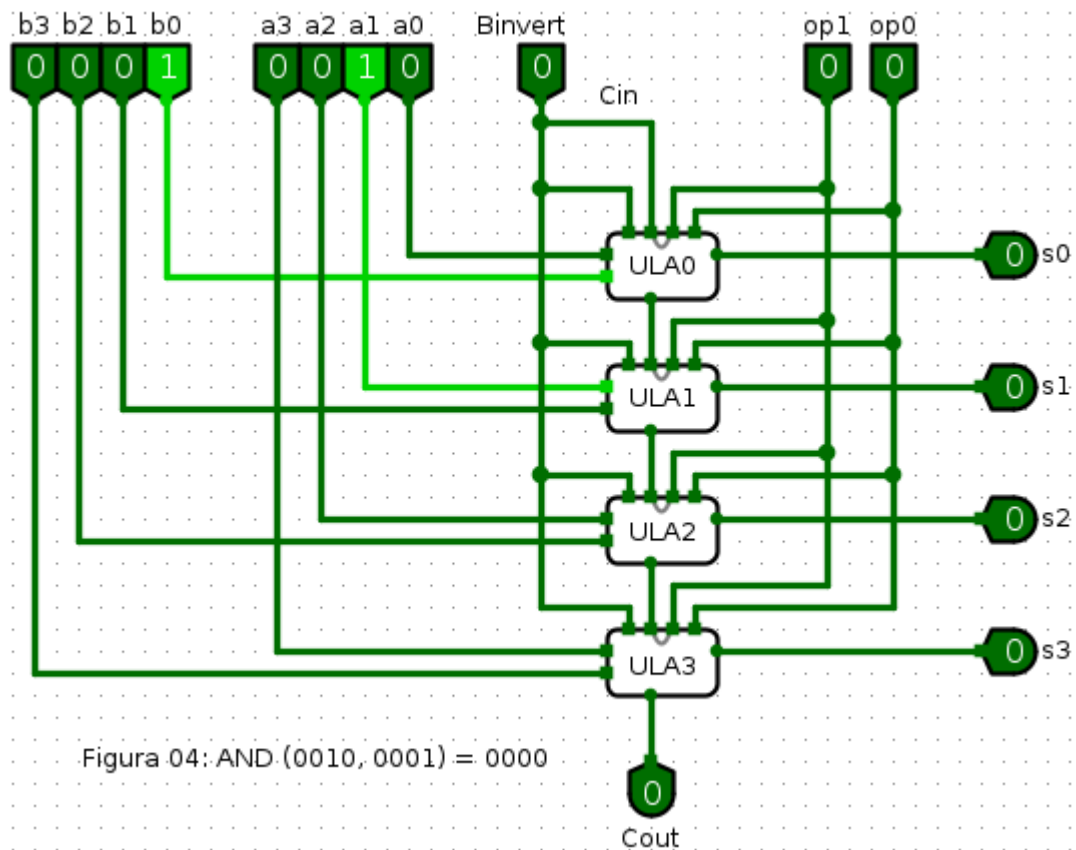 b3 b2 b1 b0 a3 a2 a1 a0 Binvert op1 op0
0 0 0 1 0 0 1 0 0 0 0
Cin
ULA0 0 s0
ULA1 0 s1
ULA2 0 s2
ULA3 0 s3
Figura 04: AND (0010, 0001) = 0000
0
Cout